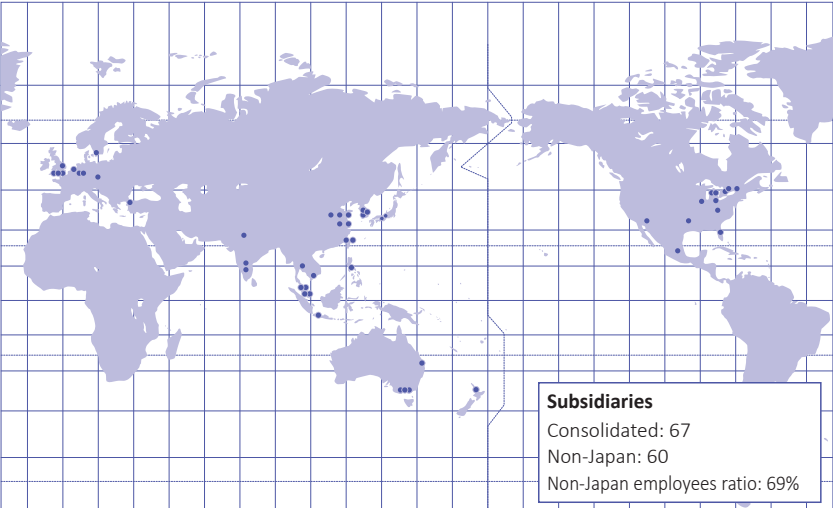 Subsidiaries
Consolidated: 67
Non-Japan: 60
Non-Japan employees ratio: 69%